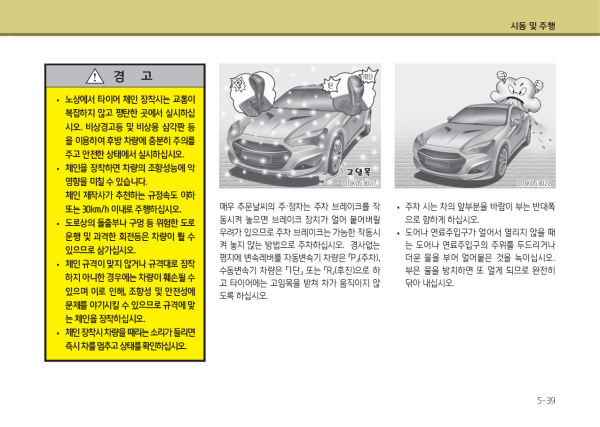 시동 및 주행
경 고
• 노상에서 타이어 체인 장착시는 교통이
복잡하지 않고 평탄한 곳에서 실시하십
시오. 비상경고등 및 비상용 삼각판 등
을 이용하여 후방 차량에 충분히 주의를
주고 안전한 상태에서 실시하십시오.
• 체인을 장착하면 차량의 조향성능에 악
영향을 미칠 수 있습니다.
체인 제작사가 추천하는 규정속도 이하
또는 30km/h 이내로 주행하십시오.
• 도로상의 돌출부나 구멍 등 위험한 도로
운행 및 과격한 회전등은 차량이 튈 수
있으므로 삼가십시오.
• 체인 규격이 맞지 않거나 규격대로 장착
하지 아니한 경우에는 차량이 훼손될 수
있으며 이로 인해, 조향성 및 안전성에
문제를 야기시킬 수 있으므로 규격에 맞
는 체인을 장착하십시오.
• 체인 장착시 차량을 때리는 소리가 들리면
즉시 차를 멈추고 상태를 확인하십시오.
단
고임목
OBK053027
매우 추운날씨의 주·정차는 주차 브레이크를 작
동시켜 놓으면 브레이크 장치가 얼어 붙어버릴
우려가 있으므로 주차 브레이크는 가능한 작동시
켜 놓지 않는 방법으로 주차하십시오. 경사없는
평지에 변속레버를 자동변속기 차량은 「P」(주차),
수동변속기 차량은 「1단」 또는 「R」(후진)으로 하
고 타이어에는 고임목을 받쳐 차가 움직이지 않
도록 하십시오.
OBK053028
• 주차 시는 차의 앞부분을 바람이 부는 반대쪽
으로 향하게 하십시오.
• 도어나 연료주입구가 얼어서 열리지 않을 때
는 도어나 연료주입구의 주위를 두드리거나
더운 물을 부어 얼어붙은 것을 녹이십시오.
부은 물을 방치하면 또 얼게 되므로 완전히
닦아 내십시오.
5-39